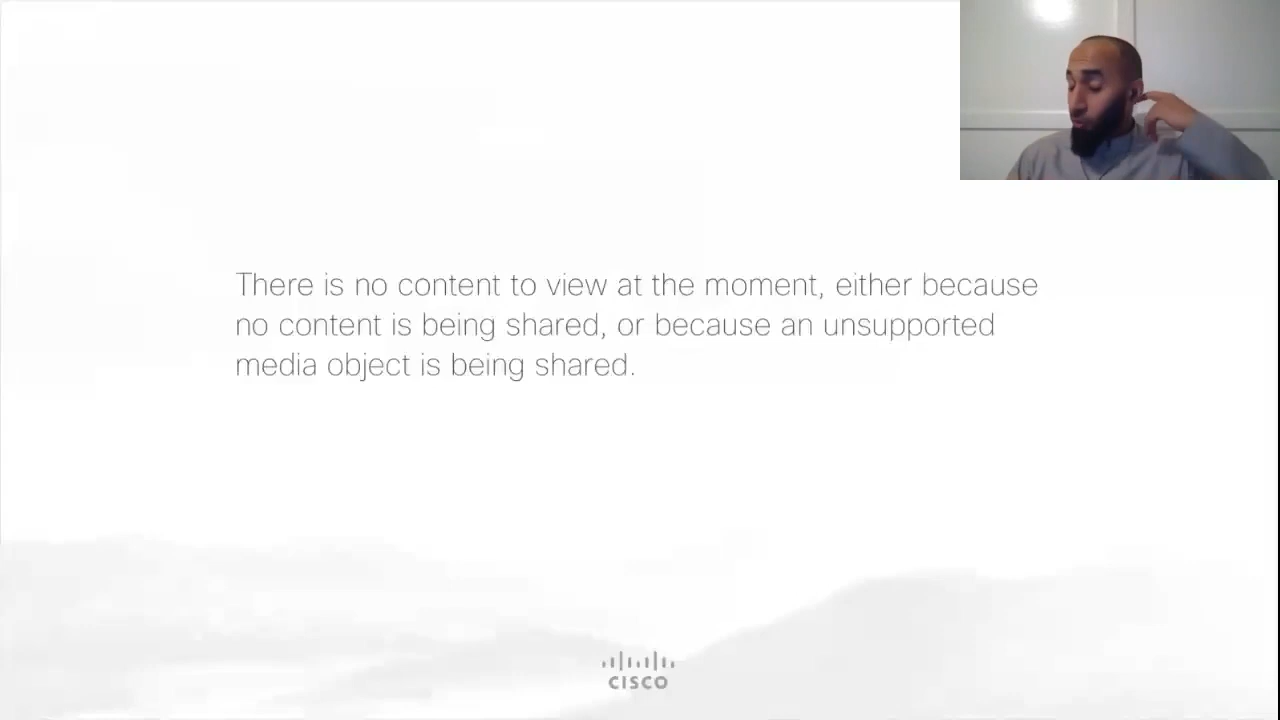 There is no content to view at the moment, either because
no content is being shared, or because an unsupported
media object is being shared.
CISCO